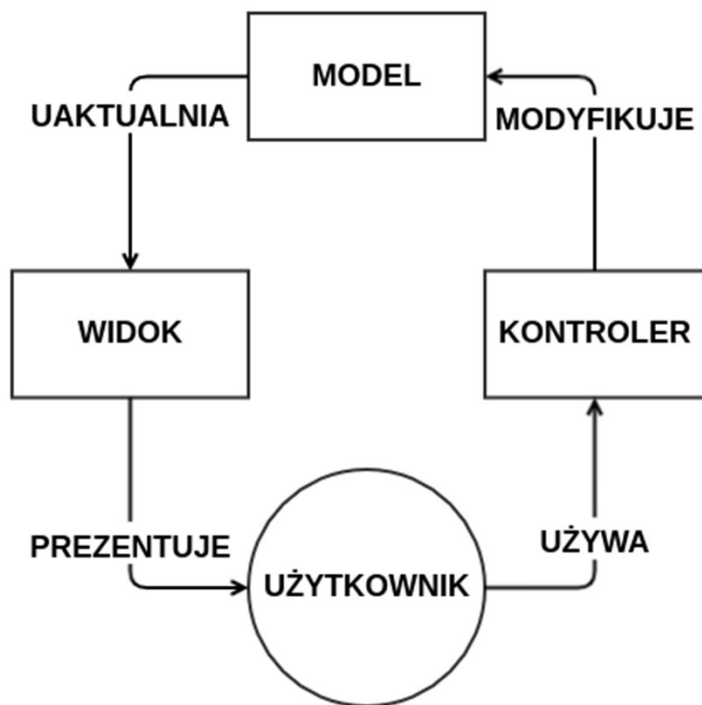 MODEL
UAKTUALNIA
MODYFIKUJE
WIDOK
KONTROLER
PREZENTUJE
UŻYWA
UŻYTKOWNIK